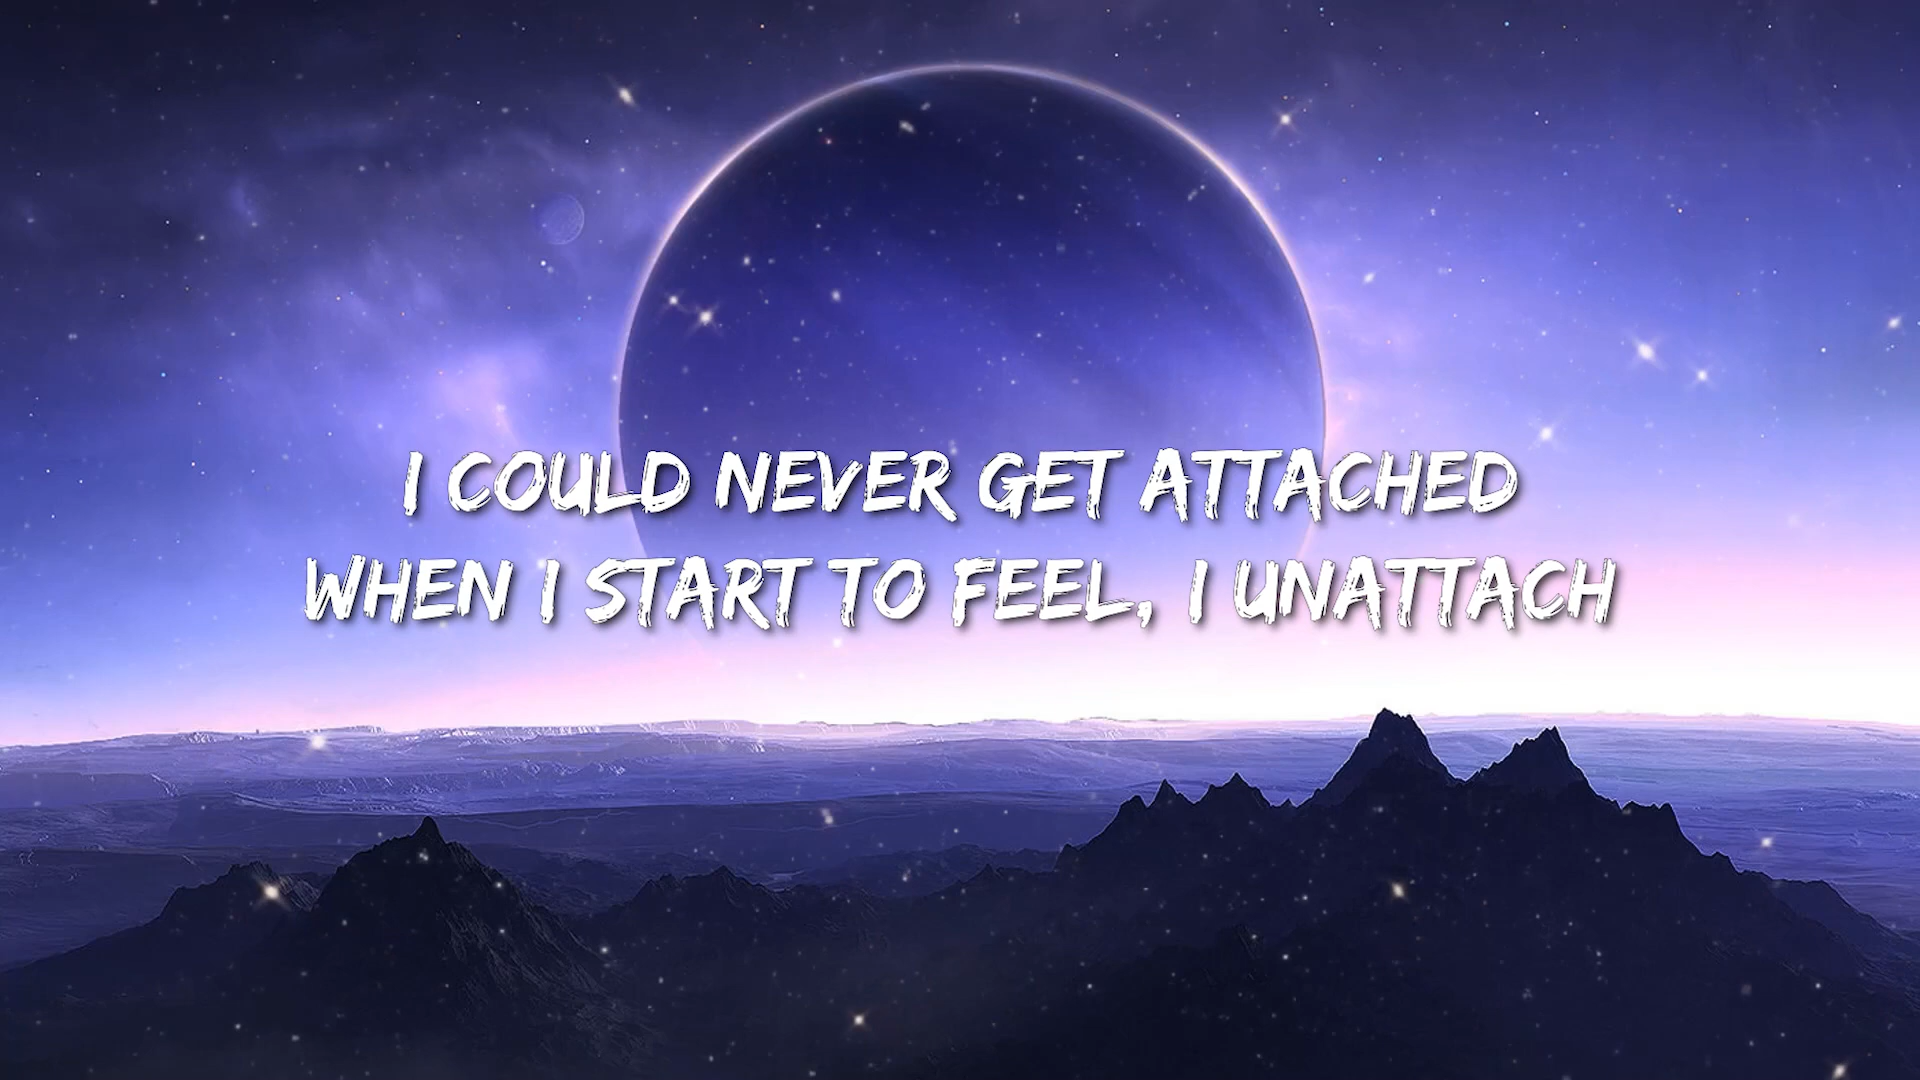 I COULD NEVER GET ATTACHED
WHEN I START TO FEEL, I UNATTACH